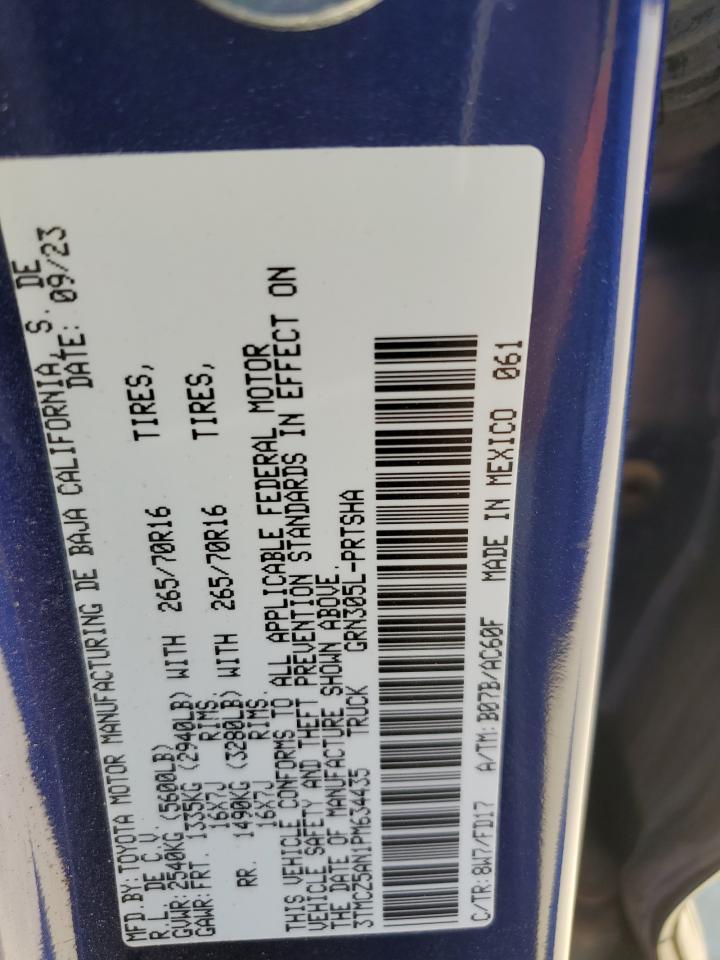 MFD BY: TOYOTA MOTOR MANUFACTURING DE BAJA CALIFORNIA, S. DE
R.L. DE C.V. DATE: 09/23
GVWR: 2540KG (5600LB)
GAWR: FRT. 1335KG (2940LB) WITH 265/70R16 TIRES,
16X7J RIMS.
RR. 1490KG (3280LB) WITH 265/70R16 TIRES,
16X7J RIMS.
THIS VEHICLE CONFORMS TO ALL APPLICABLE FEDERAL MOTOR
VEHICLE SAFETY AND THEFT PREVENTION STANDARDS IN EFFECT ON
THE DATE OF MANUFACTURE SHOWN ABOVE.
3TMCZ5AN1PM634435 TRUCK GRN305L-PRTSHA
C/TR: 8W7/FD17 A/TM: B07B/AC60F MADE IN MEXICO 061